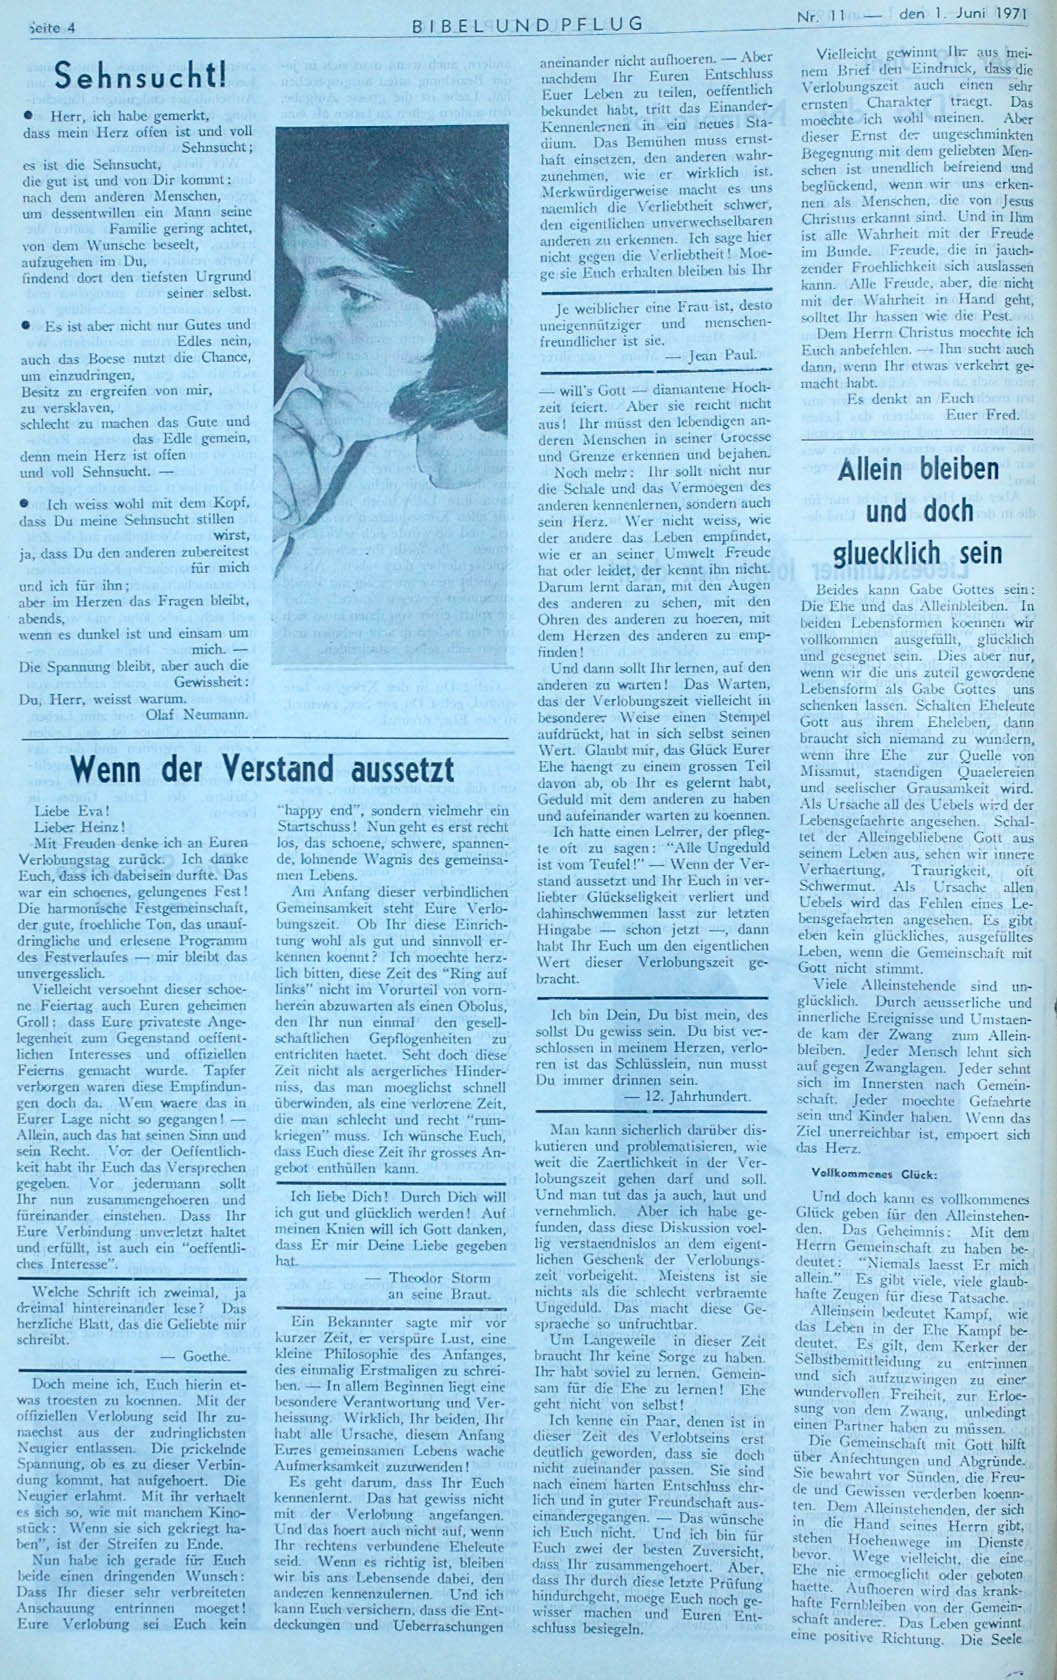 Seite 4
BIBEL UND PFLUG
Nr. 11 — den 1. Juni 1971
Sehnsucht!
● Herr, ich habe gemerkt,
dass mein Herz offen ist und voll
Sehnsucht;
es ist die Sehnsucht,
die gut ist und von Dir kommt:
nach dem anderen Menschen,
um dessentwillen ein Mann seine
Familie gering achtet,
von dem Wunsche beseelt,
aufzugehen im Du,
findend dort den tiefsten Urgrund
seiner selbst.
● Es ist aber nicht nur Gutes und
Edles nein,
auch das Boese nutzt die Chance,
um einzudringen,
Besitz zu ergreifen von mir,
zu versklaven,
schlecht zu machen das Gute und
das Edle gemein,
denn mein Herz ist offen
und voll Sehnsucht. —
● Ich weiss wohl mit dem Kopf,
dass Du meine Sehnsucht stillen
wirst,
ja, dass Du den anderen zubereitest
für mich
und ich für ihn;
aber im Herzen das Fragen bleibt,
abends,
wenn es dunkel ist und einsam um
mich. —
Die Spannung bleibt, aber auch die
Gewissheit:
Du, Herr, weisst warum.
Olaf Neumann.
Wenn der Verstand aussetzt
Liebe Eva!
Lieber Heinz!
Mit Freuden denke ich an Euren
Verlobungstag zurück. Ich danke
Euch, dass ich dabeisein durfte. Das
war ein schoenes, gelungenes Fest!
Die harmonische Festgemeinschaft,
der gute, froehliche Ton, das unauf-
dringliche und erlesene Programm
des Festverlaufes — mir bleibt das
unvergesslich.
Vielleicht versoehnt dieser schoe-
ne Feiertag auch Euren geheimen
Groll: dass Eure privateste Ange-
legenheit zum Gegenstand oeffent-
lichen Interesses und offiziellen
Feierns gemacht wurde. Tapfer
verborgen waren diese Empfindun-
gen doch da. Wem waere das in
Eurer Lage nicht so gegangen! —
Allein, auch das hat seinen Sinn und
sein Recht. Vor der Oeffentlich-
keit habt ihr Euch das Versprechen
gegeben. Vor jedermann sollt
Ihr nun zusammengehoeren und
füreinander einstehen. Dass Ihr
Eure Verbindung unverletzt haltet
und erfüllt, ist auch ein "oeffentli-
ches Interesse".
Welche Schrift ich zweimal, ja
dreimal hintereinander lese? Das
herzliche Blatt, das die Geliebte mir
schreibt.
— Goethe.
Doch meine ich, Euch hierin et-
was troesten zu koennen. Mit der
offiziellen Verlobung seid Ihr zu-
naechst aus der zudringlichsten
Neugier entlassen. Die prickelnde
Spannung, ob es zu dieser Verbin-
dung kommt, hat aufgehoert. Die
Neugier erlahmt. Mit ihr verhaelt
es sich so, wie mit manchem Kino-
stück: Wenn sie sich gekriegt ha-
ben", ist der Streifen zu Ende.
Nun habe ich gerade für Euch
beide einen dringenden Wunsch:
Dass Ihr dieser sehr verbreiteten
Anschauung entrinnen moeget!
Eure Verlobung sei Euch kein
"happy end", sondern vielmehr ein
Startschuss! Nun geht es erst recht
los, das schoene, schwere, spannen-
de, lohnende Wagnis des gemeinsa-
men Lebens.
Am Anfang dieser verbindlichen
Gemeinsamkeit steht Eure Verlo-
bungszeit. Ob Ihr diese Einrich-
tung wohl als gut und sinnvoll er-
kennen koennt? Ich moechte herz-
lich bitten, diese Zeit des "Ring auf
links" nicht im Vorurteil von vorn-
herein abzuwarten als einen Obolus,
den Ihr nun einmal den gesell-
schaftlichen Gepflogenheiten zu
entrichten haetet. Seht doch diese
Zeit nicht als aergerliches Hinder-
niss, das man moeglichst schnell
überwinden, als eine verlorene Zeit,
die man schlecht und recht "rum-
kriegen" muss. Ich wünsche Euch,
dass Euch diese Zeit ihr grosses An-
gebot enthüllen kann.
Ich liebe Dich! Durch Dich will
ich gut und glücklich werden! Auf
meinen Knien will ich Gott danken,
dass Er mir Deine Liebe gegeben
hat.
— Theodor Storm
an seine Braut.
Ein Bekannter sagte mir vor
kurzer Zeit, er verspüre Lust, eine
kleine Philosophie des Anfanges,
des einmalig Erstmaligen zu schrei-
ben. — In allem Beginnen liegt eine
besondere Verantwortung und Ver-
heissung. Wirklich, Ihr beiden, Ihr
habt alle Ursache, diesem Anfang
Eures gemeinsamen Lebens wache
Aufmerksamkeit zuzuwenden!
Es geht darum, dass Ihr Euch
kennenlernt. Das hat gewiss nicht
mit der Verlobung angefangen.
Und das hoert auch nicht auf, wenn
Ihr rechtens verbundene Eheleute
seid. Wenn es richtig ist, bleiben
wir bis ans Lebensende dabei, den
anderen kennenzulernen. Und ich
kann Euch versichern, dass die Ent-
deckungen und Ueberraschungen
aneinander nicht aufhoeren. — Aber
nachdem Ihr Euren Entschluss
Euer Leben zu teilen, oeffentlich
bekundet habt, tritt das Einander-
Kennenlernen in ein neues Sta-
dium. Das Bemühen muss ernst-
haft einsetzen, den anderen wahr-
zunehmen, wie er wirklich ist.
Merkwürdigerweise macht es uns
naemlich die Verliebtheit schwer,
den eigentlichen unverwechselbaren
anderen zu erkennen. Ich sage hier
nicht gegen die Verliebtheit! Moe-
ge sie Euch erhalten bleiben bis Ihr
Je weiblicher eine Frau ist, desto
uneigennütziger und menschen-
freundlicher ist sie.
— Jean Paul.
— will's Gott — diamantene Hoch-
zeit feiert. Aber sie reicht nicht
aus! Ihr müsst den lebendigen an-
deren Menschen in seiner Groesse
und Grenze erkennen und bejahen.
Noch mehr: Ihr sollt nicht nur
die Schale und das Vermoegen des
anderen kennenlernen, sondern auch
sein Herz. Wer nicht weiss, wie
der andere das Leben empfindet,
wie er an seiner Umwelt Freude
hat oder leidet, der kennt ihn nicht.
Darum lernt daran, mit den Augen
des anderen zu sehen, mit den
Ohren des anderen zu hoeren, mit
dem Herzen des anderen zu emp-
finden!
Und dann sollt Ihr lernen, auf den
anderen zu warten! Das Warten,
das der Verlobungszeit vielleicht in
besonderer Weise einen Stempel
aufdrückt, hat in sich selbst seinen
Wert. Glaubt mir, das Glück Eurer
Ehe haengt zu einem grossen Teil
davon ab, ob Ihr es gelernt habt,
Geduld mit dem anderen zu haben
und aufeinander warten zu koennen.
Ich hatte einen Lehrer, der pfleg-
te oft zu sagen: "Alle Ungeduld
ist vom Teufel!" — Wenn der Ver-
stand aussetzt und Ihr Euch in ver-
liebter Glückseligkeit verliert und
dahinschwemmen lasst zur letzten
Hingabe — schon jetzt —, dann
habt Ihr Euch um den eigentlichen
Wert dieser Verlobungszeit ge-
bracht.
Ich bin Dein, Du bist mein, des
sollst Du gewiss sein. Du bist ver-
schlossen in meinem Herzen, verlo-
ren ist das Schlüsslein, nun musst
Du immer drinnen sein.
— 12. Jahrhundert.
Man kann sicherlich darüber dis-
kutieren und problematisieren, wie
weit die Zaertlichkeit in der Ver-
lobungszeit gehen darf und soll.
Und man tut das ja auch, laut und
vernehmlich. Aber ich habe ge-
funden, dass diese Diskussion voel-
lig verstaendnislos an dem eigent-
lichen Geschenk der Verlobungs-
zeit vorbeigeht. Meistens ist sie
nichts als die schlecht verbraemte
Ungeduld. Das macht diese Ge-
spraeche so unfruchtbar.
Um Langeweile in dieser Zeit
braucht Ihr keine Sorge zu haben.
Ihr habt soviel zu lernen. Gemein-
sam für die Ehe zu lernen! Ehe
geht nicht von selbst!
Ich kenne ein Paar, denen ist in
dieser Zeit des Verlobtseins erst
deutlich geworden, dass sie doch
nicht zueinander passen. Sie sind
nach einem harten Entschluss ehr-
lich und in guter Freundschaft aus-
einandergegangen. — Das wünsche
ich Euch nicht. Und ich bin für
Euch zwei der besten Zuversicht,
dass Ihr zusammengehoert. Aber,
dass Ihr durch diese letzte Prüfung
hindurchgeht, moege Euch noch ge-
wisser machen und Euren Ent-
schluss besiegeln.
Vielleicht gewinnt Ihr aus mei-
nem Brief den Eindruck, dass die
Verlobungszeit auch einen sehr
ernsten Charakter traegt. Das
moechte ich wohl meinen. Aber
dieser Ernst der ungeschminkten
Begegnung mit dem geliebten Men-
schen ist unendlich befreiend und
beglückend, wenn wir uns erken-
nen als Menschen, die von Jesus
Christus erkannt sind. Und in Ihm
ist alle Wahrheit mit der Freude
im Bunde. Freude, die in jauch-
zender Froehlichkeit sich auslassen
kann. Alle Freude, aber, die nicht
mit der Wahrheit in Hand geht,
solltet Ihr hassen wie die Pest.
Dem Herrn Christus moechte ich
Euch anbefehlen. — Ihn sucht auch
dann, wenn Ihr etwas verkehrt ge-
macht habt.
Es denkt an Euch
Euer Fred.
Allein bleiben
und doch
gluecklich sein
Beides kann Gabe Gottes sein:
Die Ehe und das Alleinbleiben. In
beiden Lebensformen koennen wir
vollkommen ausgefüllt, glücklich
und gesegnet sein. Dies aber nur,
wenn wir die uns zuteil gewordene
Lebensform als Gabe Gottes uns
schenken lassen. Schalten Eheleute
Gott aus ihrem Eheleben, dann
braucht sich niemand zu wundern,
wenn ihre Ehe zur Quelle von
Missmut, staendigen Quaelereien
und seelischer Grausamkeit wird.
Als Ursache all des Uebels wird der
Lebensgefaehrte angesehen. Schal-
tet der Alleingebliebene Gott aus
seinem Leben aus, sehen wir innere
Verhaertung, Traurigkeit, oft
Schwermut. Als Ursache allen
Uebels wird das Fehlen eines Le-
bensgefaehrten angesehen. Es gibt
eben kein glückliches, ausgefülltes
Leben, wenn die Gemeinschaft mit
Gott nicht stimmt.
Viele Alleinstehende sind un-
glücklich. Durch aeusserliche und
innerliche Ereignisse und Umstaen-
de kam der Zwang zum Allein-
bleiben. Jeder Mensch lehnt sich
auf gegen Zwanglagen. Jeder sehnt
sich im Innersten nach Gemein-
schaft. Jeder moechte Gefaehrte
sein und Kinder haben. Wenn das
Ziel unerreichbar ist, empoert sich
das Herz.
Vollkommenes Glück:
Und doch kann es vollkommenes
Glück geben für den Alleinstehen-
den. Das Geheimnis: Mit dem
Herrn Gemeinschaft zu haben be-
deutet: "Niemals laesst Er mich
allein." Es gibt viele, viele glaub-
hafte Zeugen für diese Tatsache.
Alleinsein bedeutet Kampf, wie
das Leben in der Ehe Kampf be-
deutet. Es gilt, dem Kerker der
Selbstbemittleidung zu entrinnen
und sich aufzuzwingen zu einer
wundervollen Freiheit, zur Erloe-
sung von dem Zwang, unbedingt
einen Partner haben zu müssen.
Die Gemeinschaft mit Gott hilft
über Anfechtungen und Abgründe.
Sie bewahrt vor Sünden, die Freu-
de und Gewissen verderben koenn-
ten. Dem Alleinstehenden, der sich
in die Hand seines Herrn gibt,
stehen Hoehenwege im Dienste
bevor. Wege vielleicht, die eine
Ehe nie ermoeglicht oder geboten
haette. Aufhoeren wird das krank-
hafte Fernbleiben von der Gemein-
schaft anderer. Das Leben gewinnt
eine positive Richtung. Die Seele